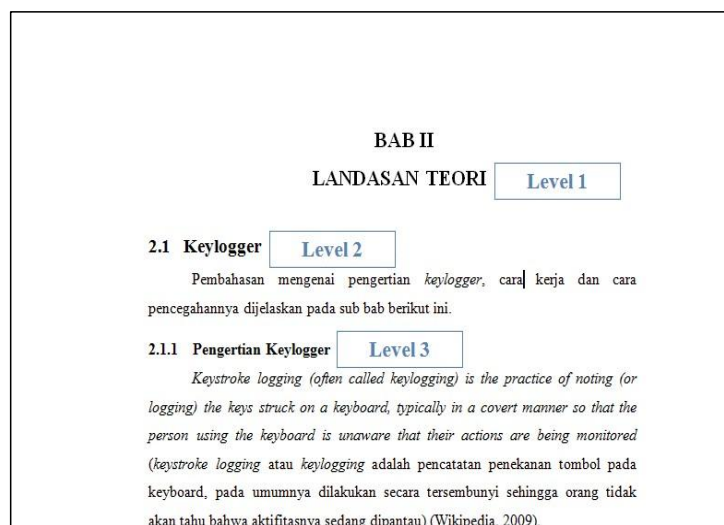 BAB II
LANDASAN TEORI Level 1
2.1 Keylogger Level 2
Pembahasan mengenai pengertian keylogger, cara kerja dan cara
pencegahannya dijelaskan pada sub bab berikut ini.
2.1.1 Pengertian Keylogger Level 3
Keystroke logging (often called keylogging) is the practice of noting (or
logging) the keys struck on a keyboard, typically in a covert manner so that the
person using the keyboard is unaware that their actions are being monitored
(keystroke logging atau keylogging adalah pencatatan penekanan tombol pada
keyboard, pada umumnya dilakukan secara tersembunyi sehingga orang tidak
akan tahu bahwa aktifitasnya sedang dipantau) (Wikipedia, 2009).